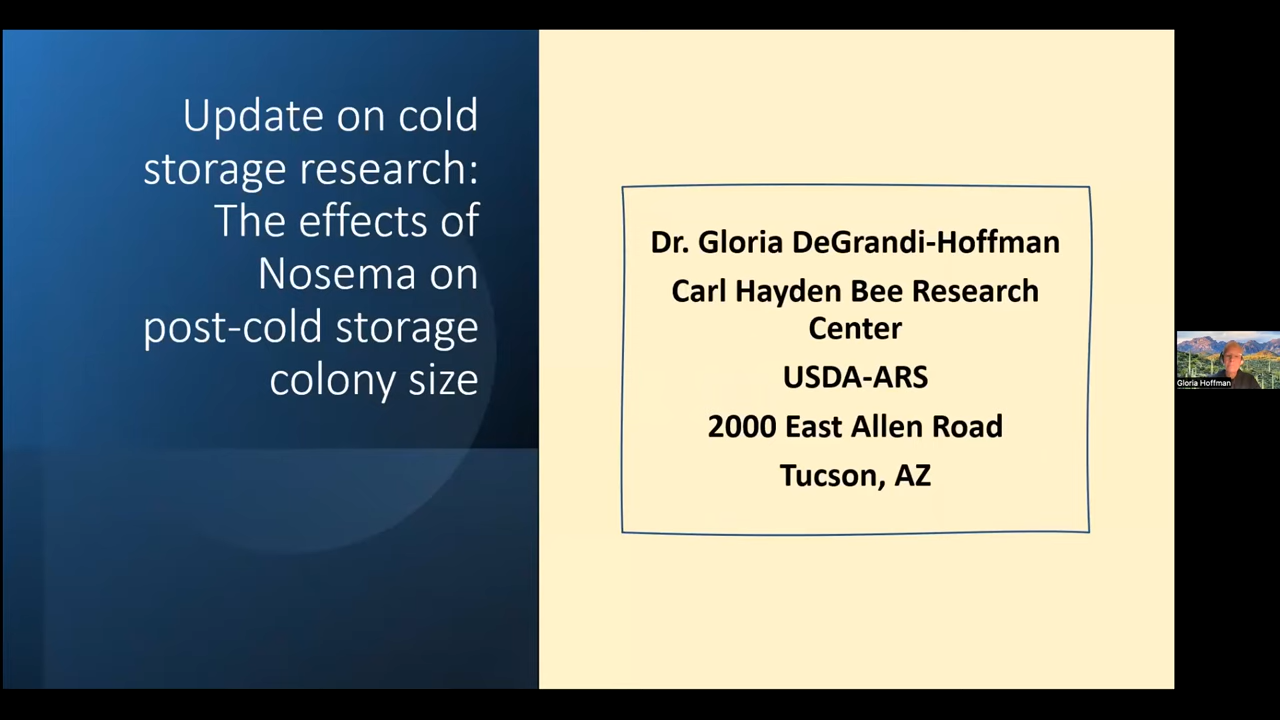 Update on cold
storage research:
The effects of
Nosema on
post-cold storage
colony size
Dr. Gloria DeGrandi-Hoffman
Carl Hayden Bee Research
Center
USDA-ARS
2000 East Allen Road
Tucson, AZ
Gloria Hoffman